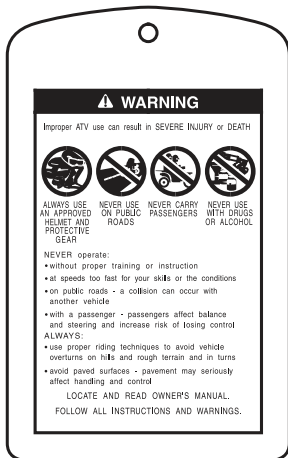 WARNING
Improper ATV use can result in SEVERE INJURY or DEATH
ALWAYS USE AN APPROVED HELMET AND PROTECTIVE GEAR
NEVER USE ON PUBLIC ROADS
NEVER CARRY PASSENGERS
NEVER USE WITH DRUGS OR ALCOHOL
NEVER operate:
• without proper training or instruction
• at speeds too fast for your skills or the conditions
• on public roads - a collision can occur with
another vehicle
• with a passenger - passengers affect balance
and steering and increase risk of losing control
ALWAYS:
• use proper riding techniques to avoid vehicle
overturns on hills and rough terrain and in turns
• avoid paved surfaces - pavement may seriously
affect handling and control
LOCATE AND READ OWNER'S MANUAL.
FOLLOW ALL INSTRUCTIONS AND WARNINGS.